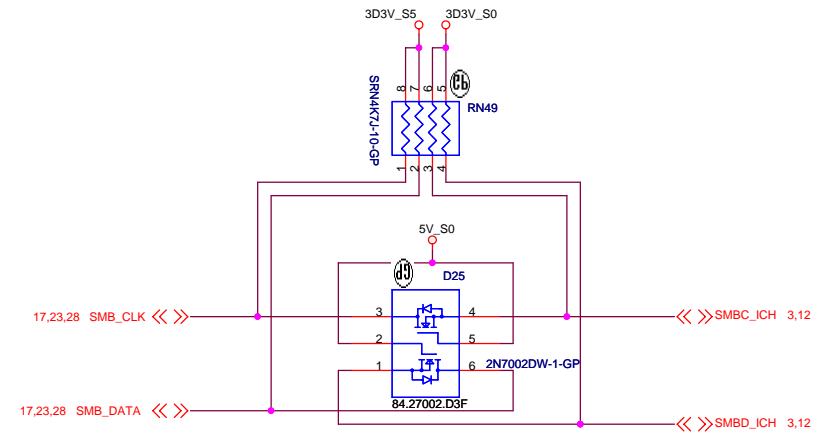 3D3V_S5 3D3V_S0
8 7 6 5
SRN4K7J-10-GP
RN49
1 2 3 4
5V_S0
D25
17,23,28 SMB_CLK
3 4
SMBC_ICH 3,12
2 5
1 6
2N7002DW-1-GP
84.27002.D3F
17,23,28 SMB_DATA
SMBD_ICH 3,12